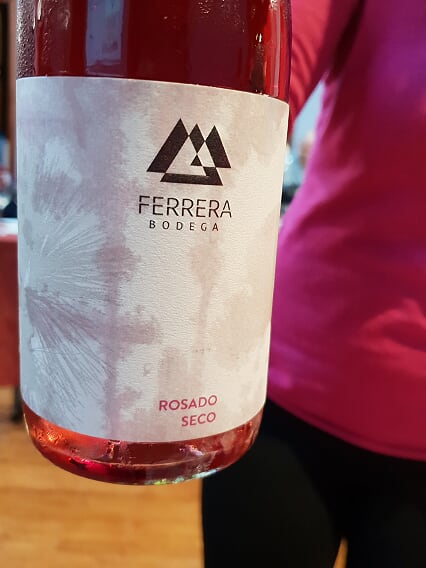 FERRERA
BODEGA
ROSADO
SECO